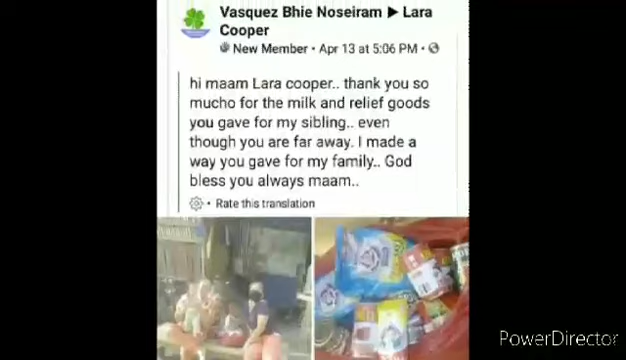 Vasquez Bhie Noseiram ▶ Lara
Cooper
New Member • Apr 13 at 5:06 PM •
hi maam Lara cooper.. thank you so
mucho for the milk and relief goods
you gave for my sibling.. even
though you are far away. I made a
way you gave for my family.. God
bless you always maam..
• Rate this translation
PowerDirector